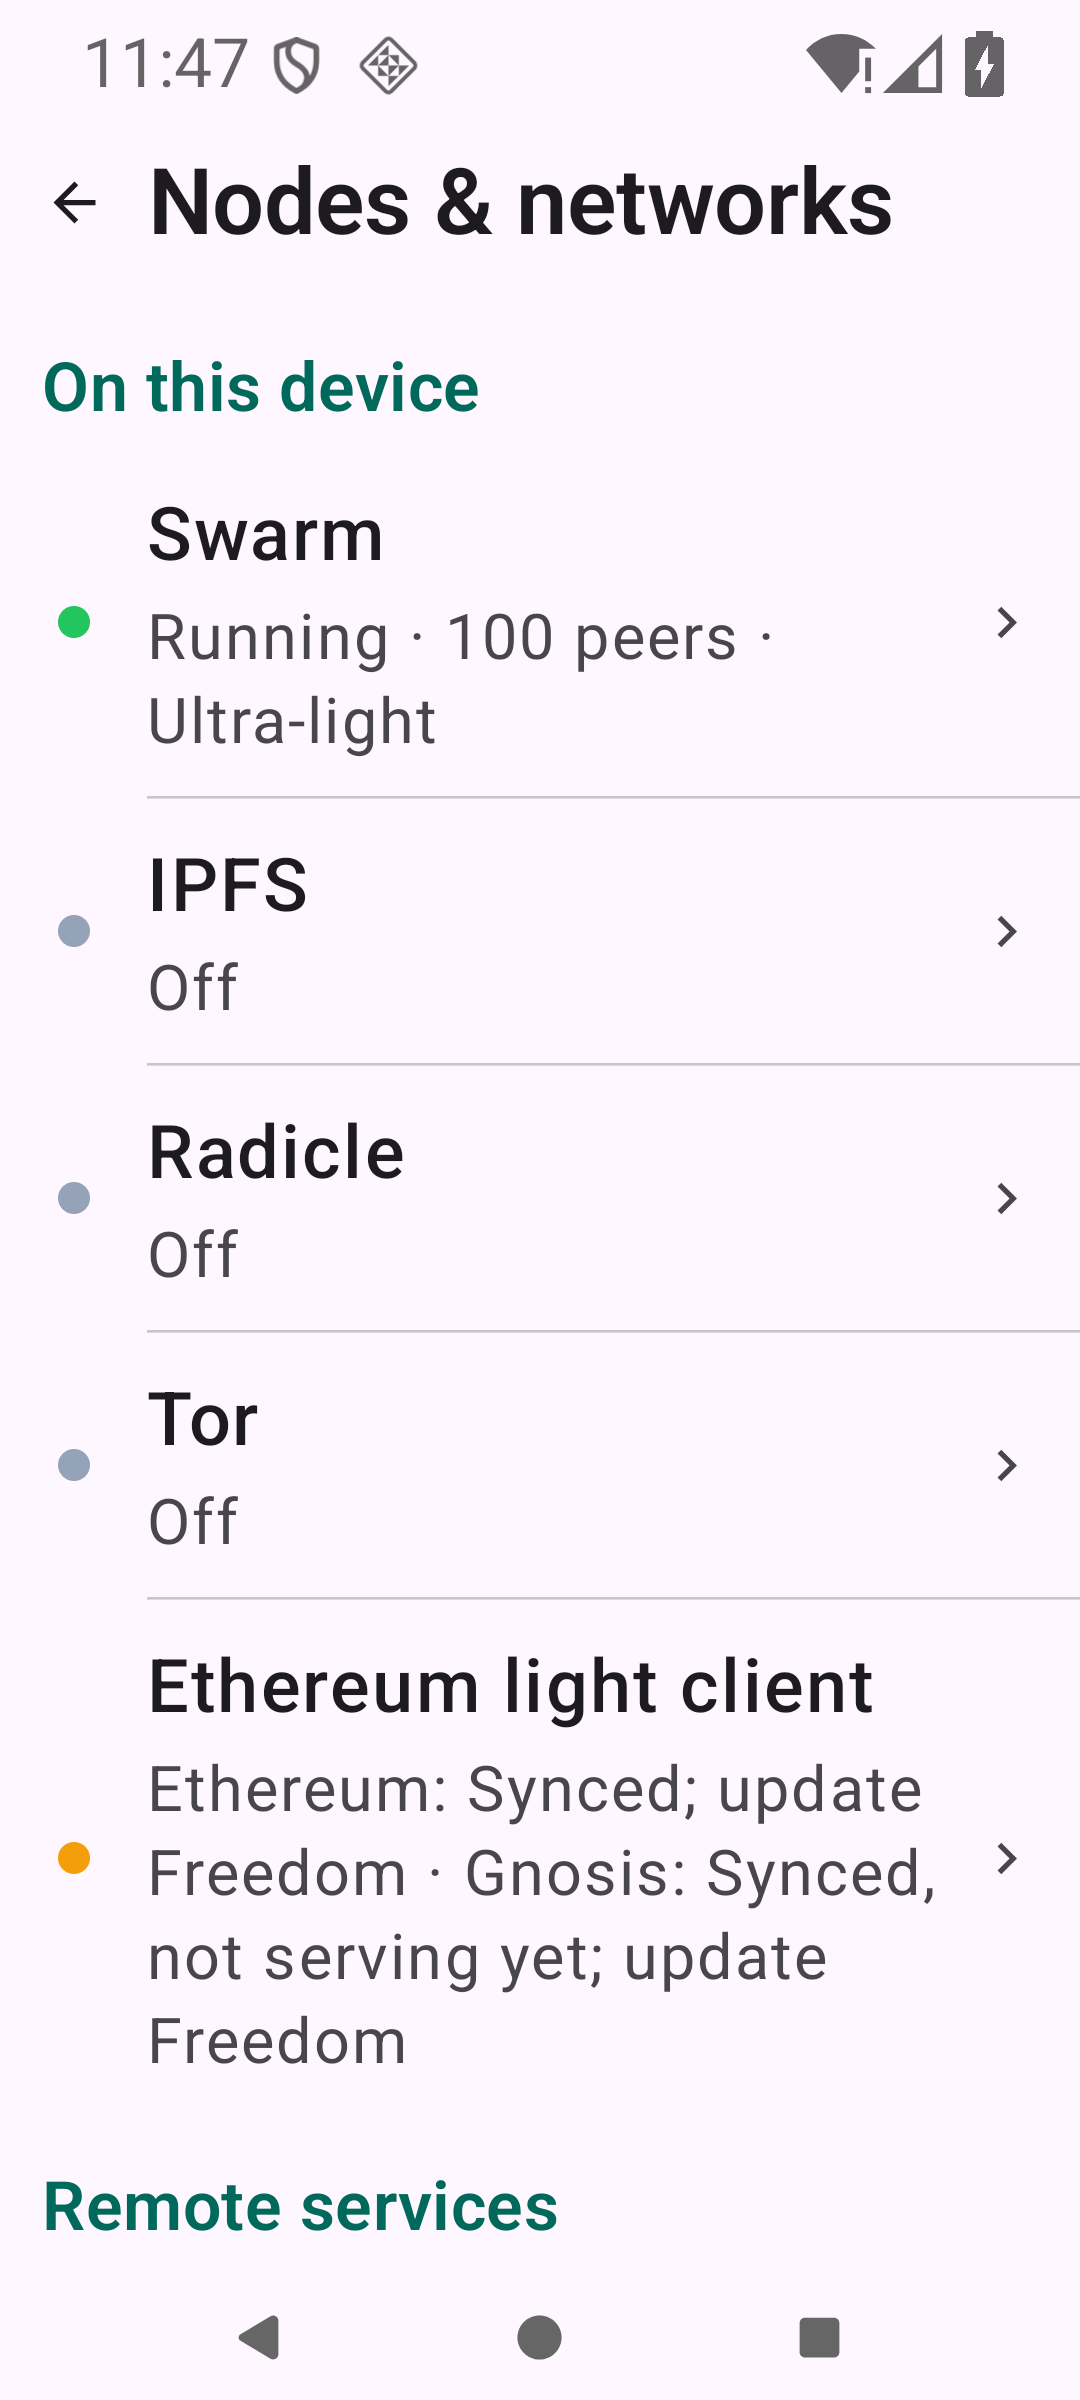 11:47
Nodes & networks
On this device
Swarm
Running · 100 peers ·
Ultra-light
IPFS
Off
Radicle
Off
Tor
Off
Ethereum light client
Ethereum: Synced; update
Freedom · Gnosis: Synced,
not serving yet; update
Freedom
Remote services